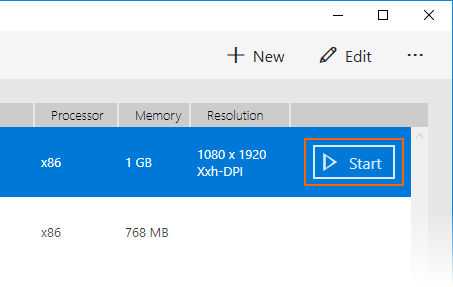 New Edit ...
Processor Memory Resolution
x86 1 GB 1080 x 1920
Xxh-DPI
Start
x86 768 MB